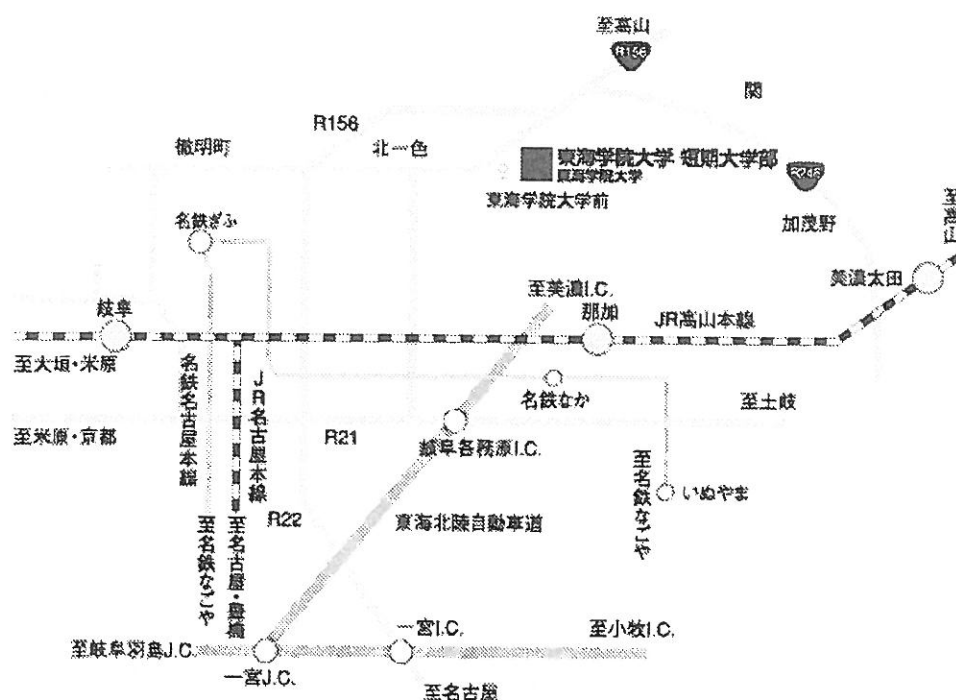 至高山
R156
関
R156
徹明町
北一色
東海学院大学 短期大学部
東海学院大学
R248
東海学院大学前
名鉄ぎふ
加茂野
至高山
美濃太田
至美濃I.C.
岐阜
那加
JR高山本線
至大垣・米原
名鉄名古屋本線
JR名古屋本線
名鉄なか
至土岐
至米原・京都
R21
岐阜各務原I.C.
至名鉄なごや
いぬやま
R22
東海北陸自動車道
至名鉄なごや
至名古屋・豊橋
一宮I.C.
至小牧I.C.
至岐阜羽島J.C.
一宮J.C.
至名古屋